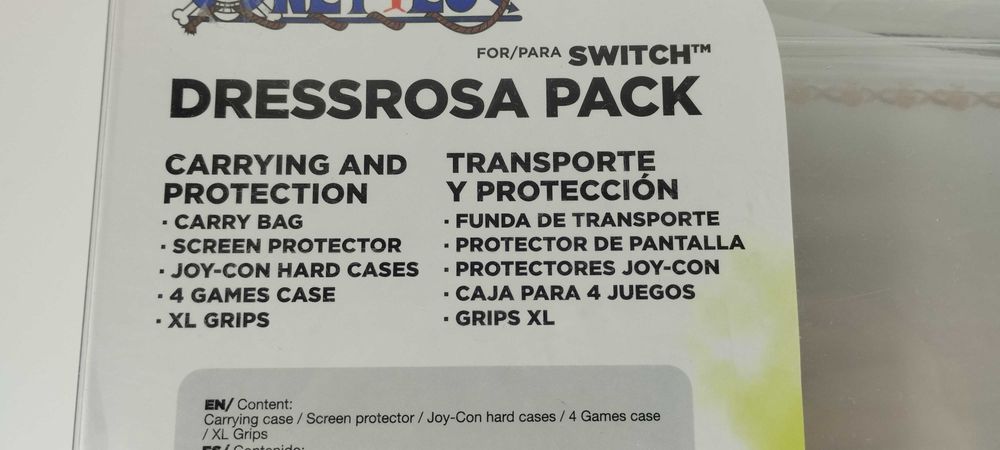 FOR/PARA SWITCH™
DRESSROSA PACK
CARRYING AND
PROTECTION
· CARRY BAG
· SCREEN PROTECTOR
· JOY-CON HARD CASES
· 4 GAMES CASE
· XL GRIPS
TRANSPORTE
Y PROTECCIÓN
· FUNDA DE TRANSPORTE
· PROTECTOR DE PANTALLA
· PROTECTORES JOY-CON
· CAJA PARA 4 JUEGOS
· GRIPS XL
EN/ Content:
Carrying case / Screen protector / Joy-Con hard cases / 4 Games case
/ XL Grips
ES/ Contenido: